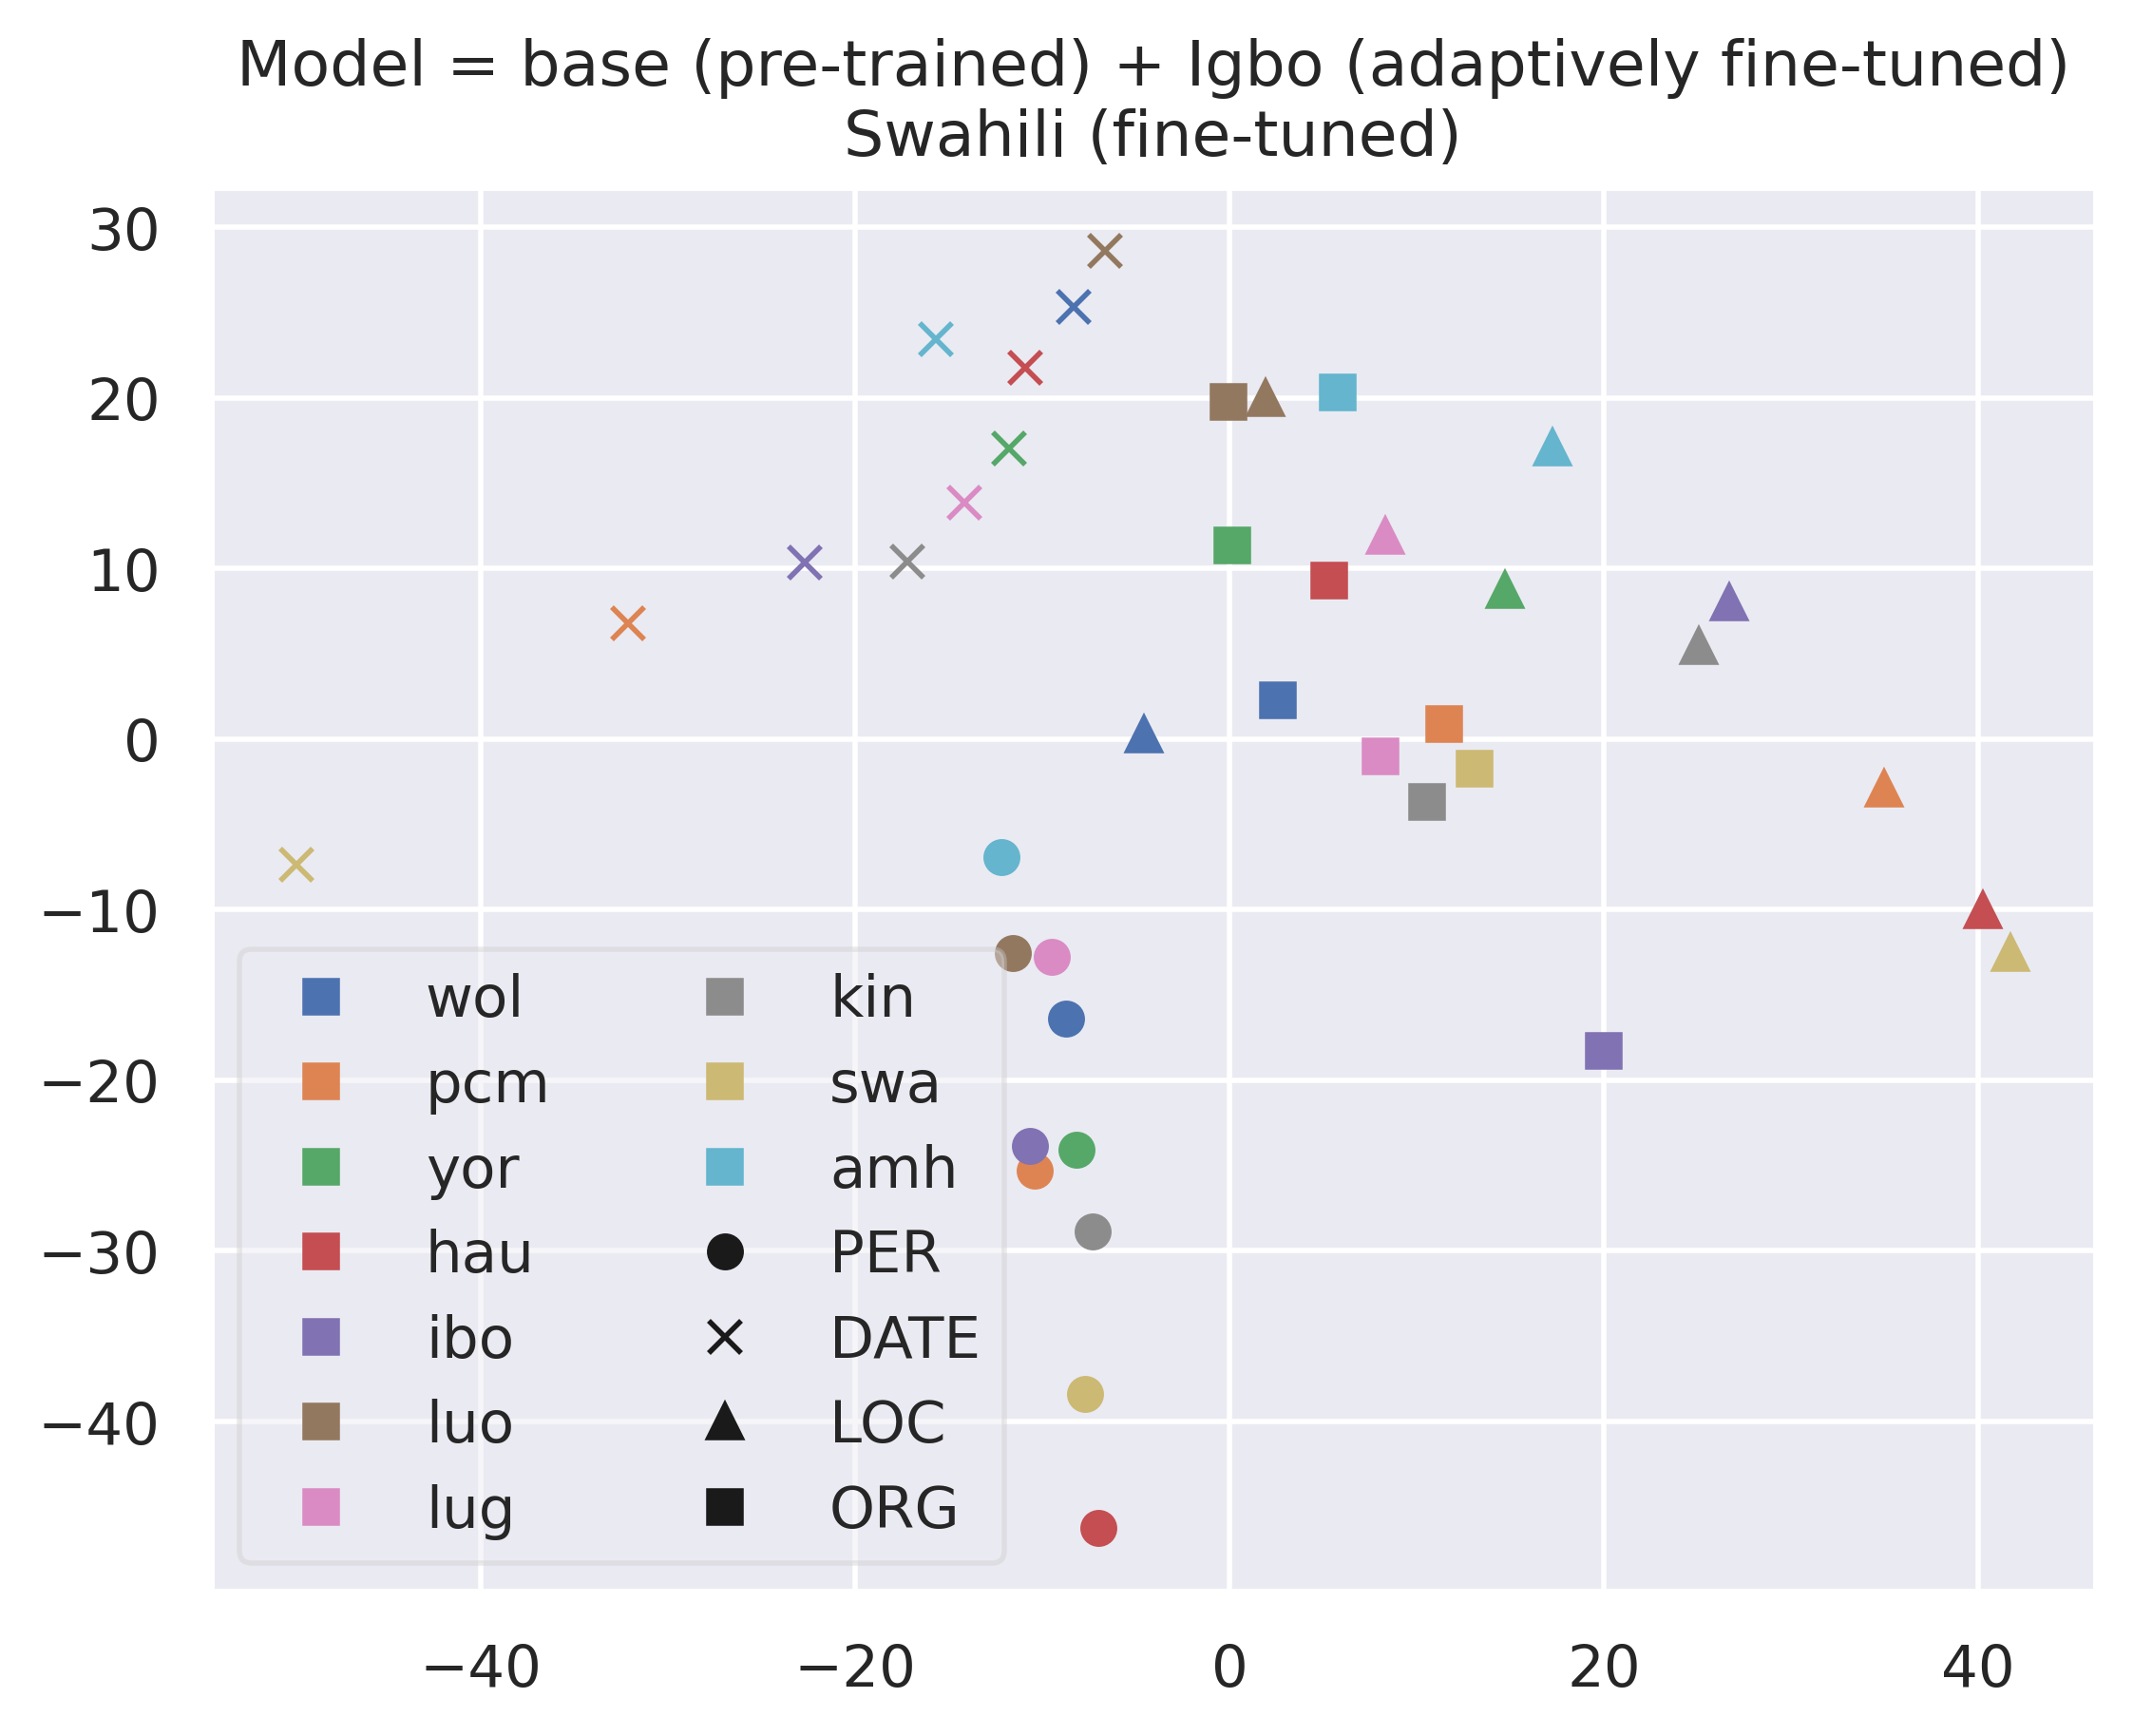 Model = base (pre-trained) + Igbo (adaptively fine-tuned)
Swahili (fine-tuned)
30
20
10
0
−10
−20
−30
−40
wol
pcm
yor
hau
ibo
luo
lug
kin
swa
amh
PER
DATE
LOC
ORG
−40
−20
0
20
40